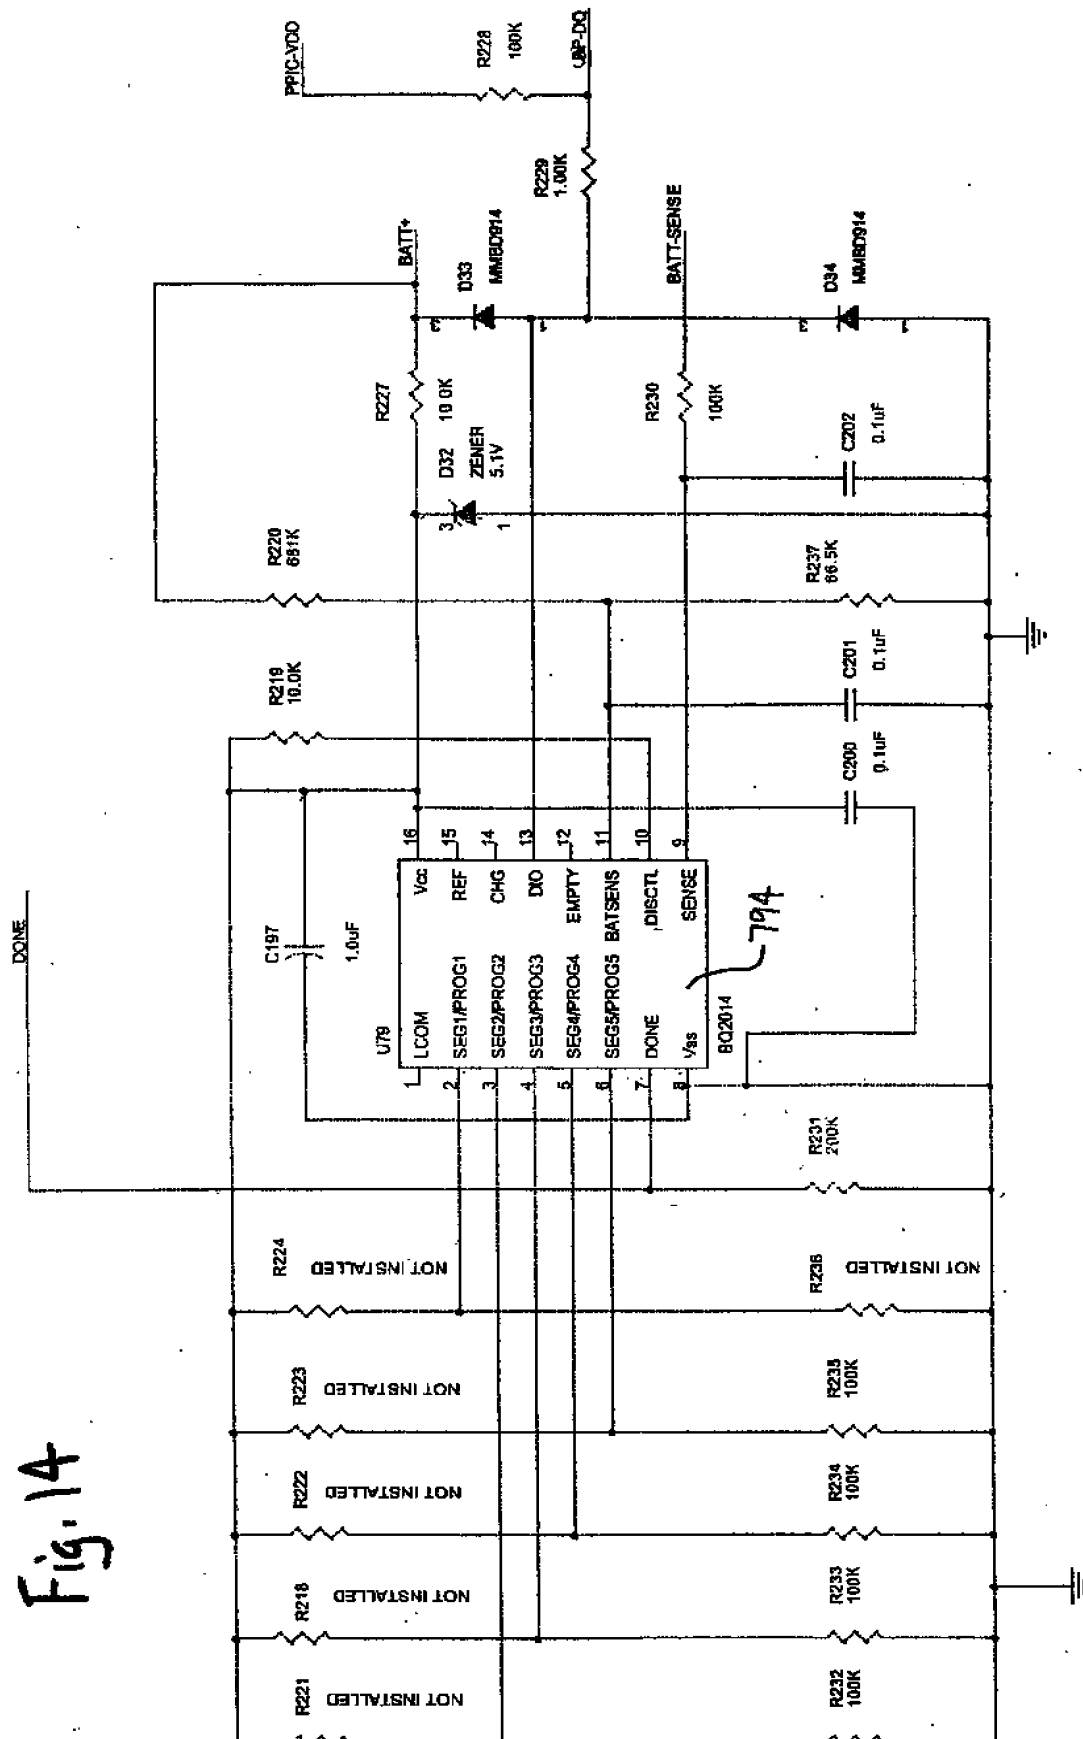 Fig. 14
DONE
PPIC-VDD
R228
100K
R229
1.00K
BATT+
D33
MMBD914
2
1
BATT-SENSE
D34
MMBD914
2
1
R227
10.0K
R230
100K
D32
ZENER
5.1V
3
1
C202
0.1uF
R220
681K
R237
66.5K
R219
10.0K
C201
0.1uF
C200
0.1uF
C197
1.0uF
U79
1 LCOM
2 SEG1/PROG1
3 SEG2/PROG2
4 SEG3/PROG3
5 SEG4/PROG4
6 SEG5/PROG5
7 DONE
8 Vss
Vcc 16
REF 15
CHG 14
DIO 13
EMPTY 12
BATSENS 11
DISCTL 10
SENSE 9
BQ2014
794
R231
200K
R224
NOT INSTALLED
R236
NOT INSTALLED
R223
NOT INSTALLED
R235
100K
R222
NOT INSTALLED
R234
100K
R218
NOT INSTALLED
R233
100K
R221
NOT INSTALLED
R232
100K